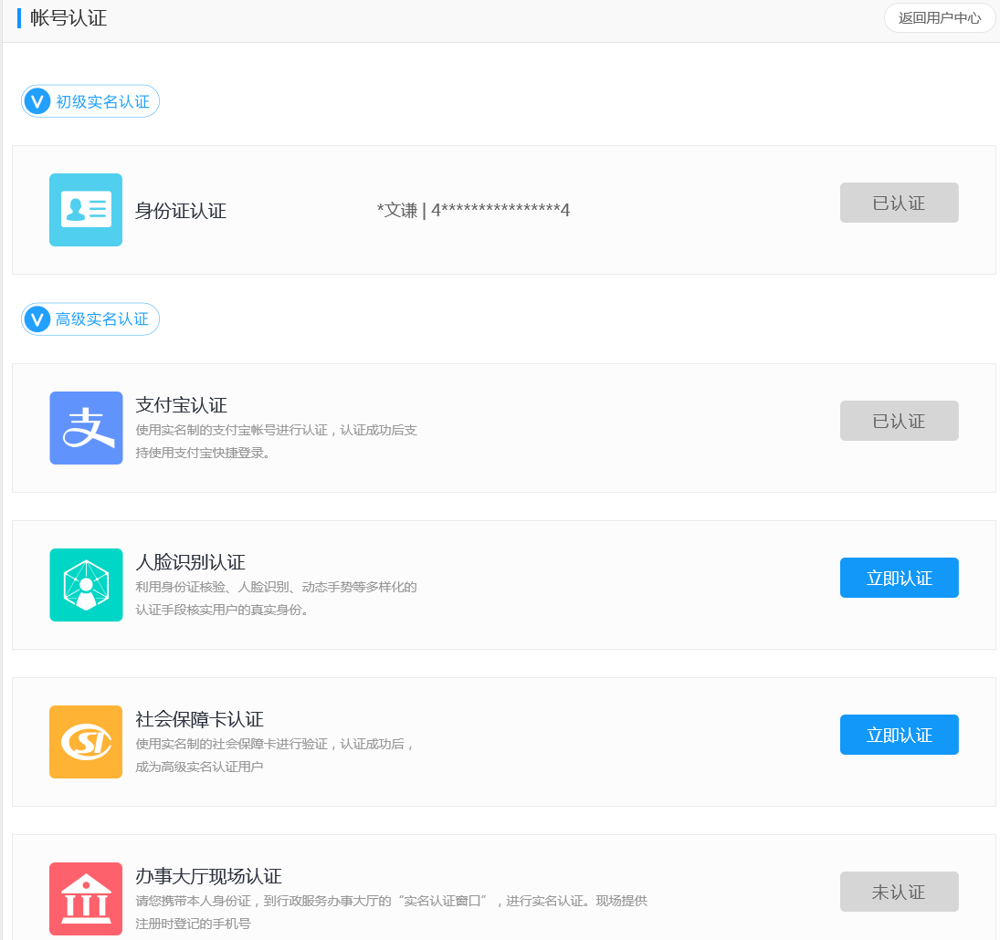 帐号认证
返回用户中心
V 初级实名认证
身份证认证
*文谦 | 4****************4
已认证
V 高级实名认证
支付宝认证
使用实名制的支付宝帐号进行认证，认证成功后支
持使用支付宝快捷登录。
已认证
人脸识别认证
利用身份证核验、人脸识别、动态手势等多样化的
认证手段核实用户的真实身份。
立即认证
社会保障卡认证
使用实名制的社会保障卡进行验证，认证成功后，
成为高级实名认证用户
立即认证
办事大厅现场认证
请您携带本人身份证，到行政服务办事大厅的“实名认证窗口”，进行实名认证。现场提供
注册时登记的手机号
未认证